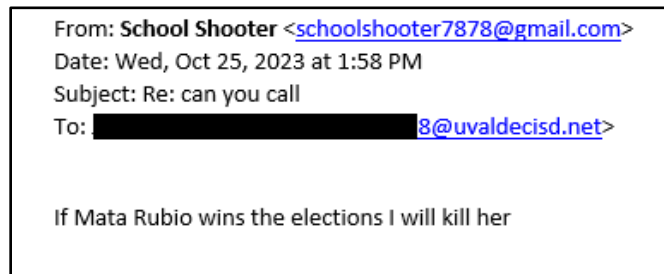 From: School Shooter <schoolshooter7878@gmail.com>
Date: Wed, Oct 25, 2023 at 1:58 PM
Subject: Re: can you call
To: 8@uvaldecisd.net>
If Mata Rubio wins the elections I will kill her